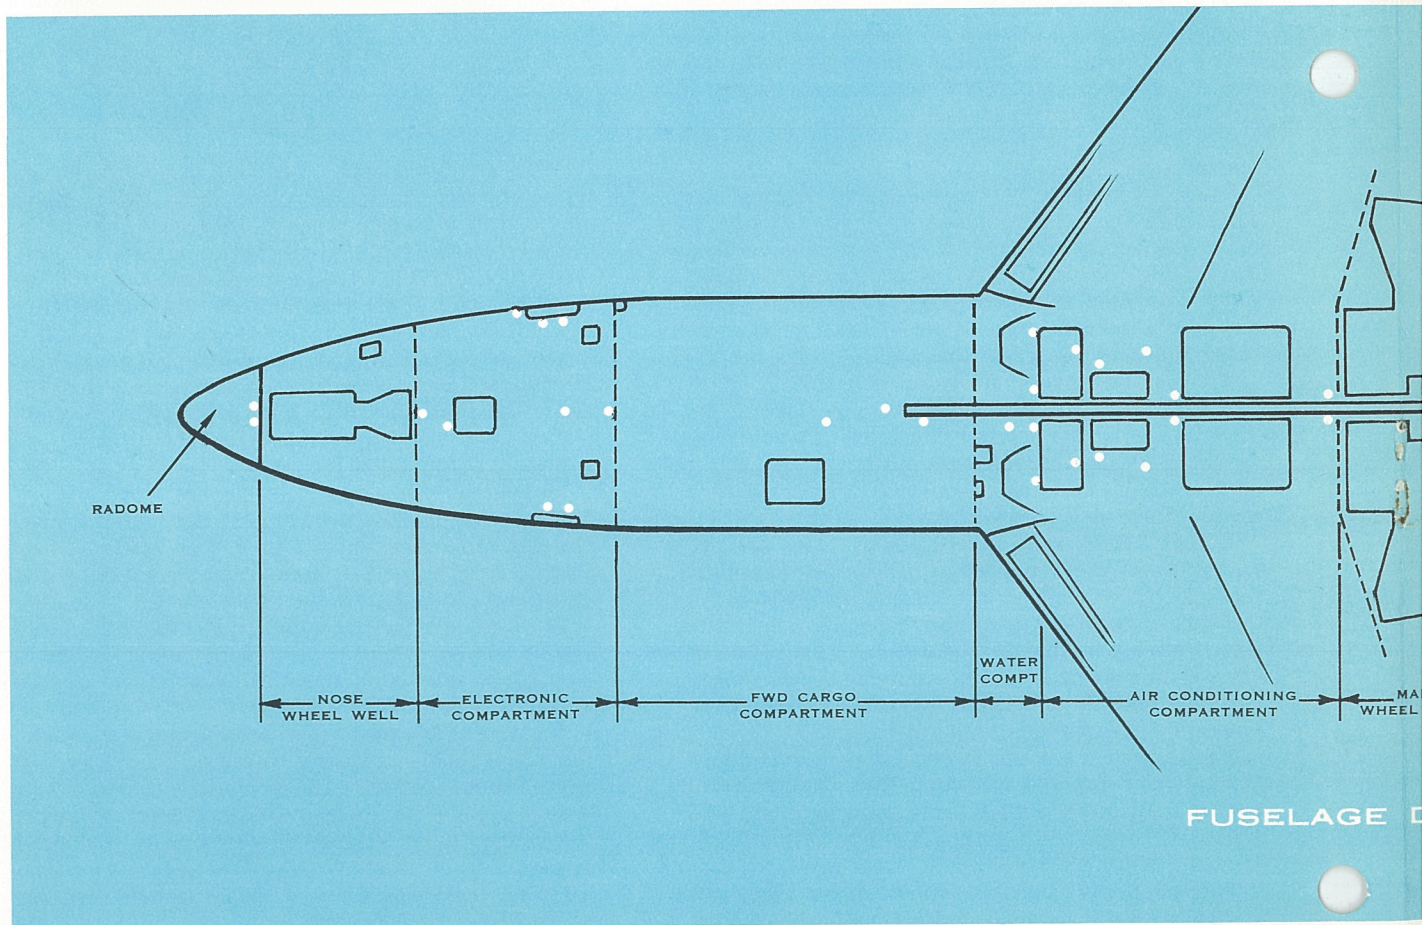 RADOME
NOSE
WHEEL WELL
ELECTRONIC
COMPARTMENT
FWD CARGO
COMPARTMENT
WATER
COMPT
AIR CONDITIONING
COMPARTMENT
WHEEL
FUSELAGE